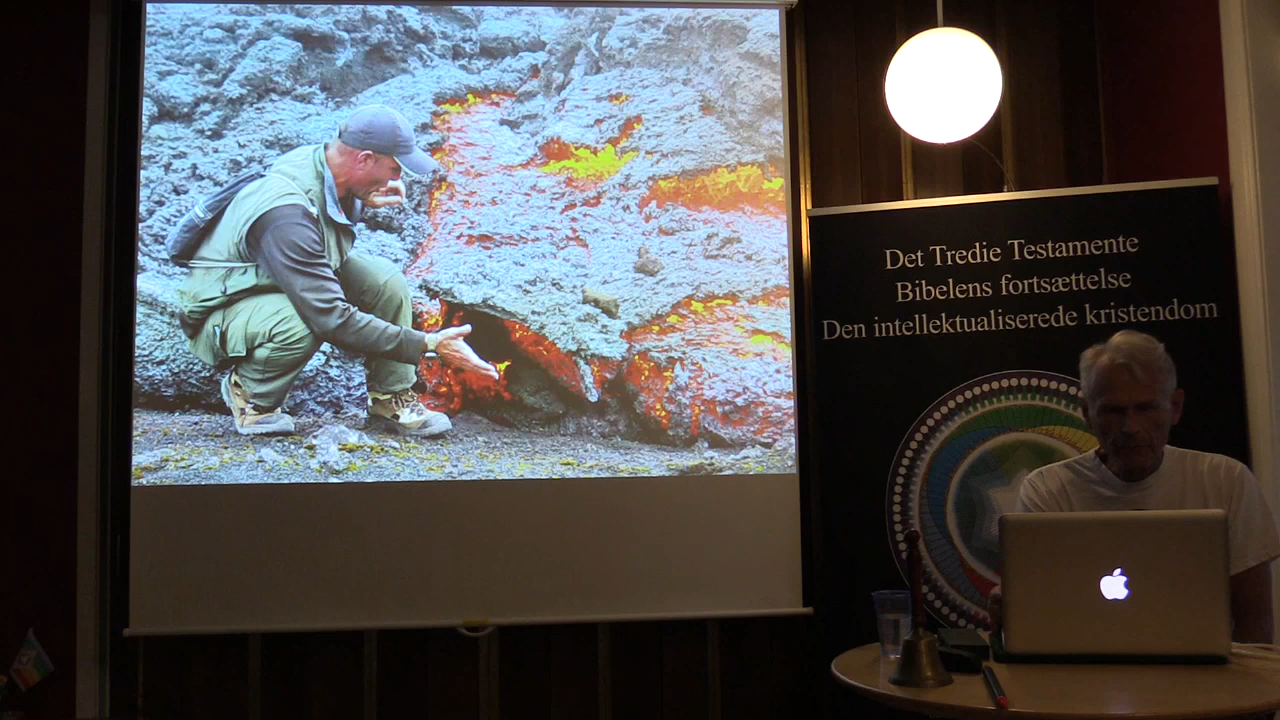 Det Tredie Testamente
Bibelens fortsættelse
Den intellektualiserede kristendom